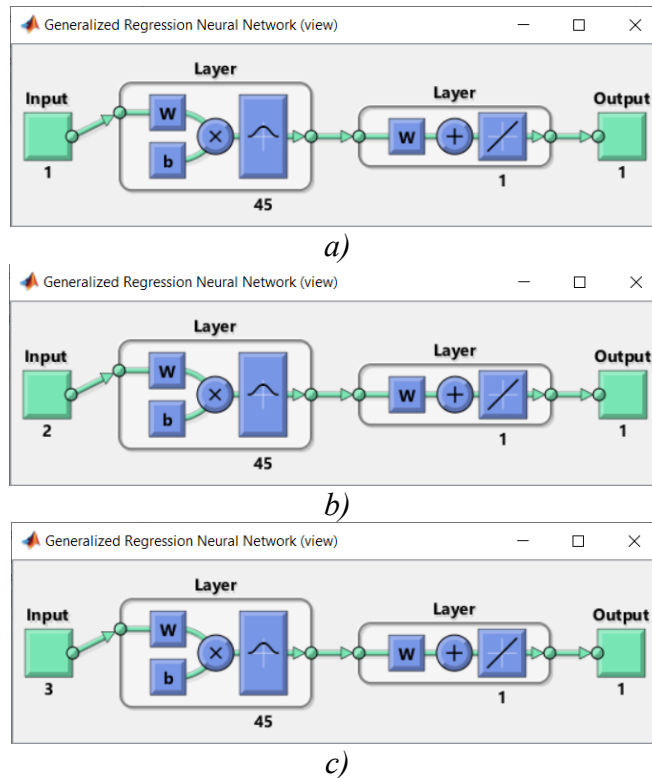 Generalized Regression Neural Network (view)
Layer
Layer
Input
Output
W
b
W
1
45
1
1
a)
Generalized Regression Neural Network (view)
Layer
Layer
Input
Output
W
b
W
2
45
1
1
b)
Generalized Regression Neural Network (view)
Layer
Layer
Input
Output
W
b
W
3
45
1
1
c)